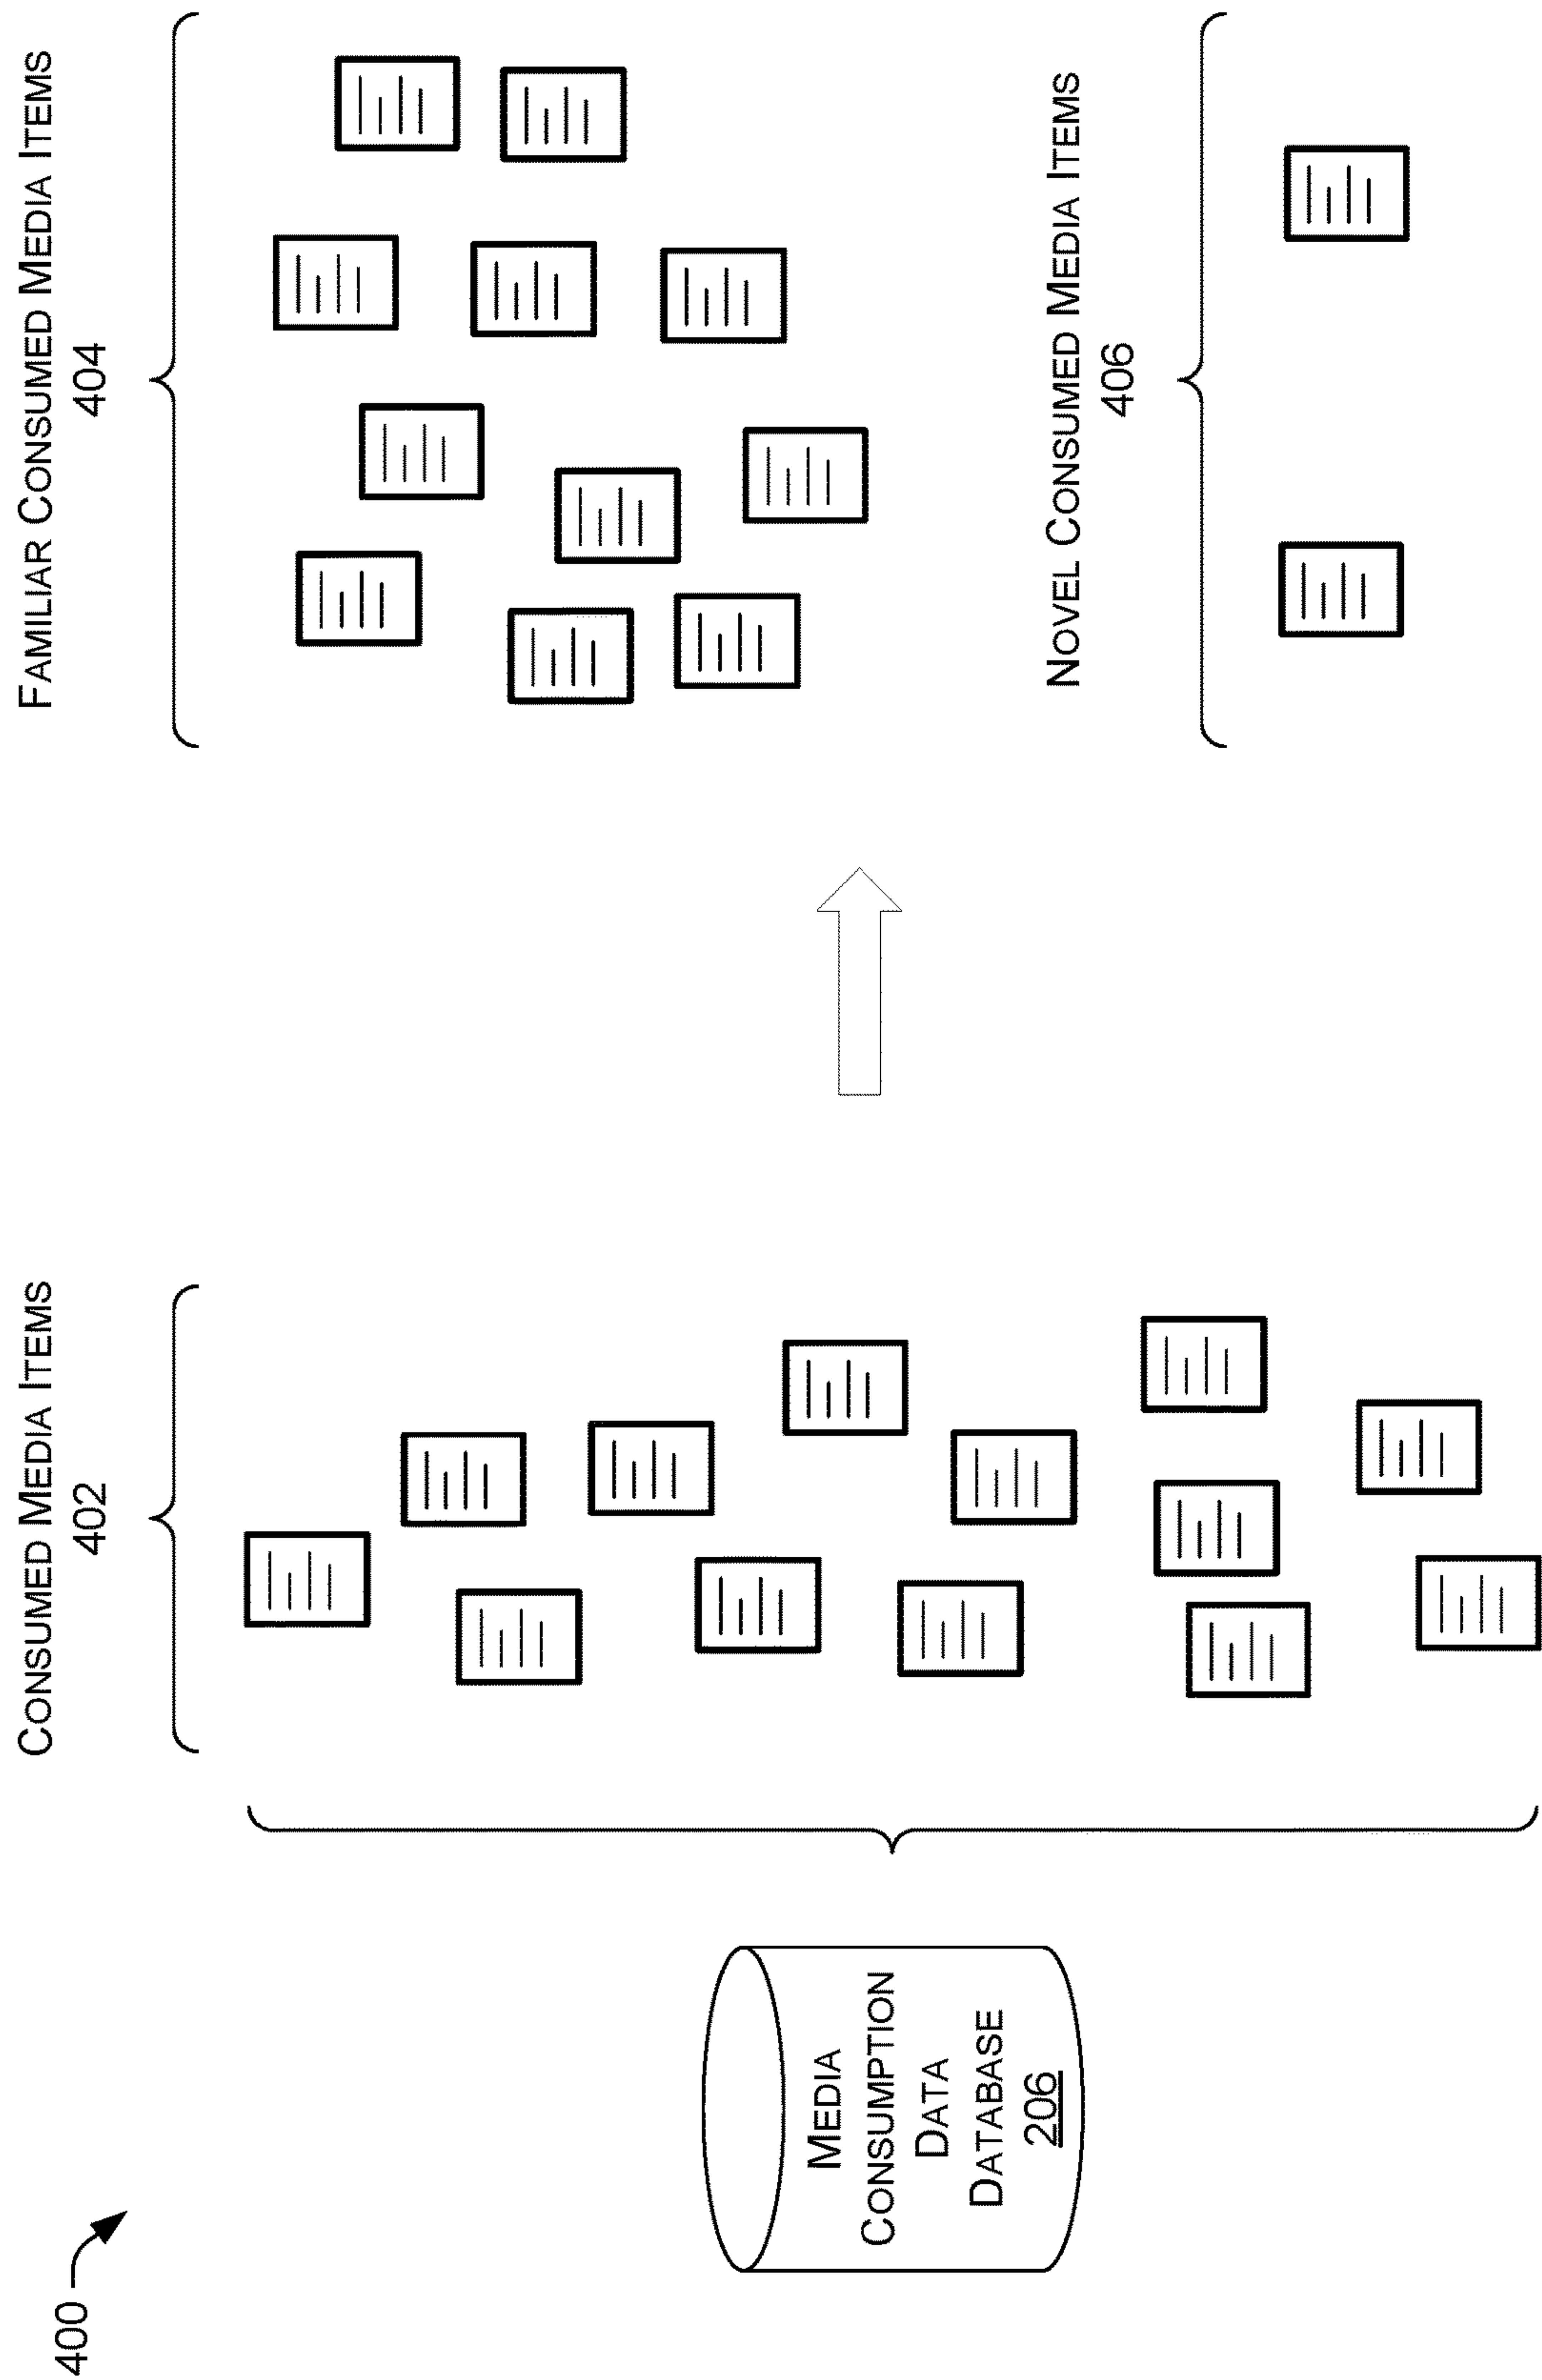 400
CONSUMED MEDIA ITEMS
402
FAMILIAR CONSUMED MEDIA ITEMS
404
MEDIA
CONSUMPTION
DATA
DATABASE
206
NOVEL CONSUMED MEDIA ITEMS
406